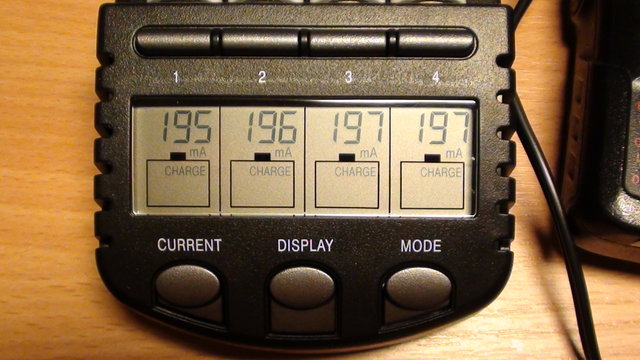 1 2 3 4
195 196 197 197
mA mA mA mA
CHARGE CHARGE CHARGE CHARGE
CURRENT DISPLAY MODE